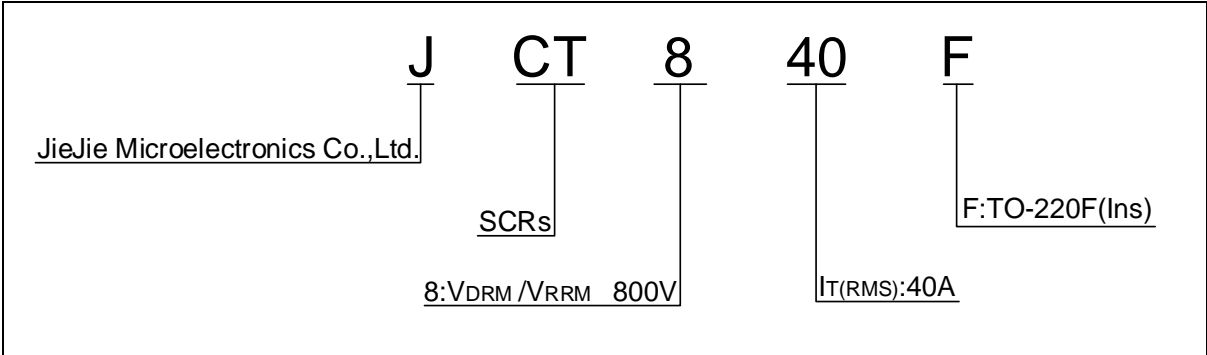 J CT 8 40 F
JieJie Microelectronics Co.,Ltd.
SCRs
F:TO-220F(Ins)
8:VDRM/VRRM 800V
IT(RMS):40A